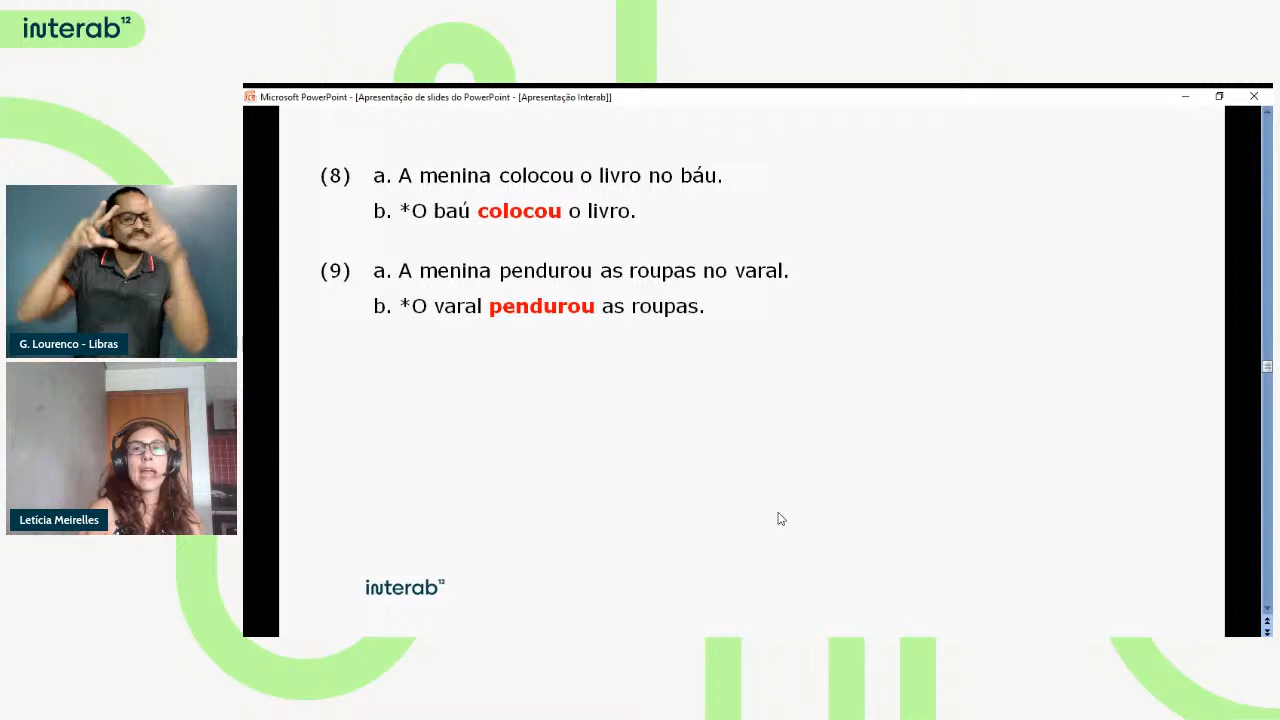 interab¹²
Microsoft PowerPoint - [Apresentação de slides do PowerPoint - [Apresentação Interab]]
(8) a. A menina colocou o livro no báu.
b. *O baú colocou o livro.
(9) a. A menina pendurou as roupas no varal.
b. *O varal pendurou as roupas.
G. Lourenco - Libras
Letícia Meirelles
interab¹²